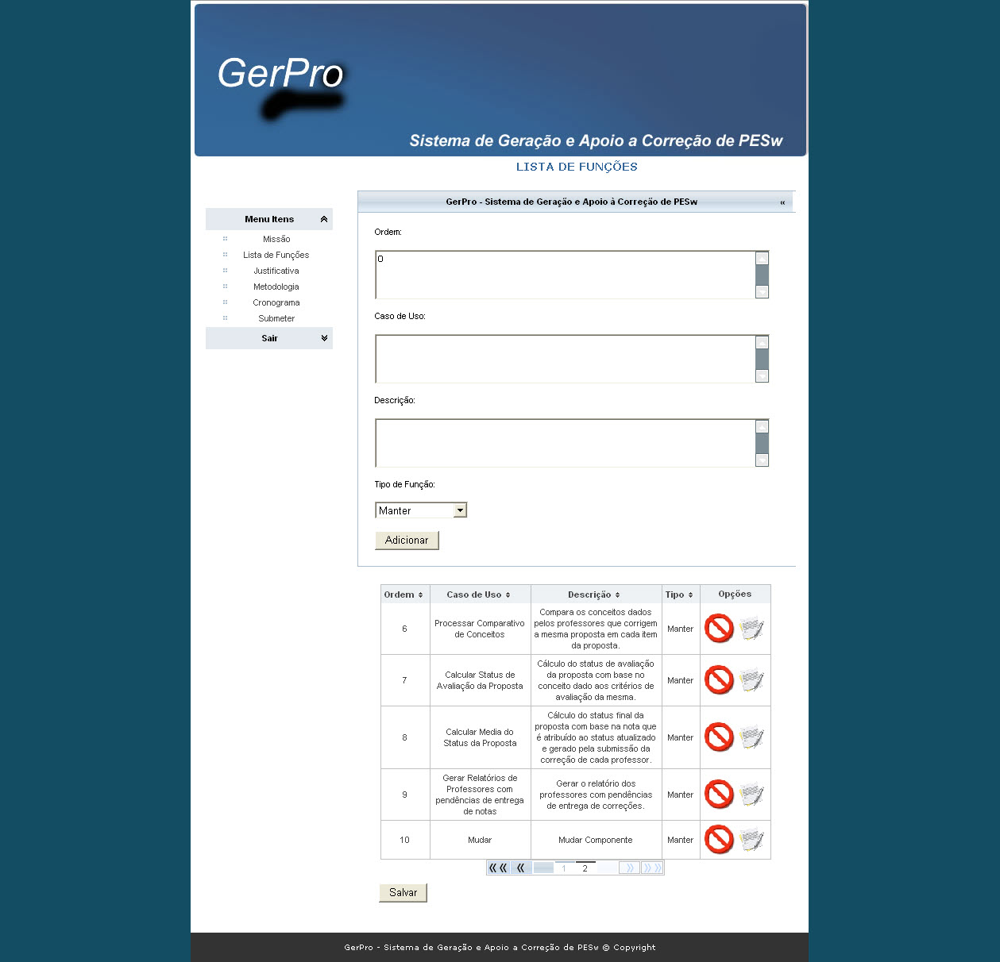 GerPro
Sistema de Geração e Apoio a Correção de PESw
LISTA DE FUNÇÕES
Menu Itens
Missão
Lista de Funções
Justificativa
Metodologia
Cronograma
Submeter
Sair
GerPro - Sistema de Geração e Apoio à Correção de PESw «
Ordem:
0
Caso de Uso:
Descrição:
Tipo de Função:
Manter
Adicionar
Ordem Caso de Uso Descrição Tipo Opções
6
Processar Comparativo
de Conceitos
Compara os conceitos dados
pelos professores que corrigem
a mesma proposta em cada item
da proposta.
Manter
7
Calcular Status de
Avaliação da Proposta
Cálculo do status de avaliação
da proposta com base no
conceito dado aos critérios de
avaliação da mesma.
Manter
8
Calcular Media do
Status da Proposta
Cálculo do status final da
proposta com base na nota que
é atribuído ao status atualizado
e gerado pela submissão da
correção de cada professor.
Manter
9
Gerar Relatórios de
Professores com
pendências de entrega
de notas
Gerar o relatório dos
professores com pendências
de entrega de correções.
Manter
10
Mudar
Mudar Componente
Manter
«« « 1 2 » »»
Salvar
GerPro - Sistema de Geração e Apoio a Correção de PESw © Copyright